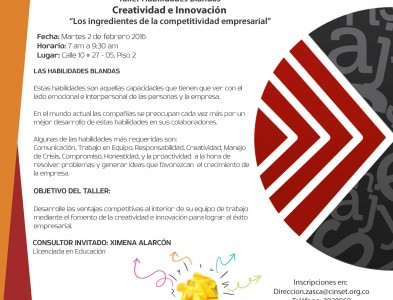 Taller Habilidades Blandas
Creatividad e Innovación
"Los ingredientes de la competitividad empresarial"
Fecha: Martes 2 de febrero 2016
Horario: 7 am a 9:30 am
Lugar: Calle 10 # 27 - 05. Piso 2
LAS HABILIDADES BLANDAS
Estas habilidades son aquellas capacidades que tienen que ver con el
lado emocional e interpersonal de las personas y la empresa.
En el mundo actual las compañías se preocupan cada vez más por un
mejor desarrollo de estas habilidades en sus colaboradores.
Algunas de las habilidades más requeridas son:
Comunicación, Trabajo en Equipo, Responsabilidad, Creatividad, Manejo
de Crisis, Compromiso, Honestidad, y la proactividad a la hora de
resolver problemas y generar ideas que favorezcan el crecimiento de
la empresa.
OBJETIVO DEL TALLER:
Desarrolle las ventajas competitivas al interior de su equipo de trabajo
mediante el fomento de la creatividad e innovación para lograr el éxito
empresarial.
CONSULTOR INVITADO: XIMENA ALARCÓN
Licenciada en Educación
Inscripciones en:
Direccion.zasca@cinset.org.co